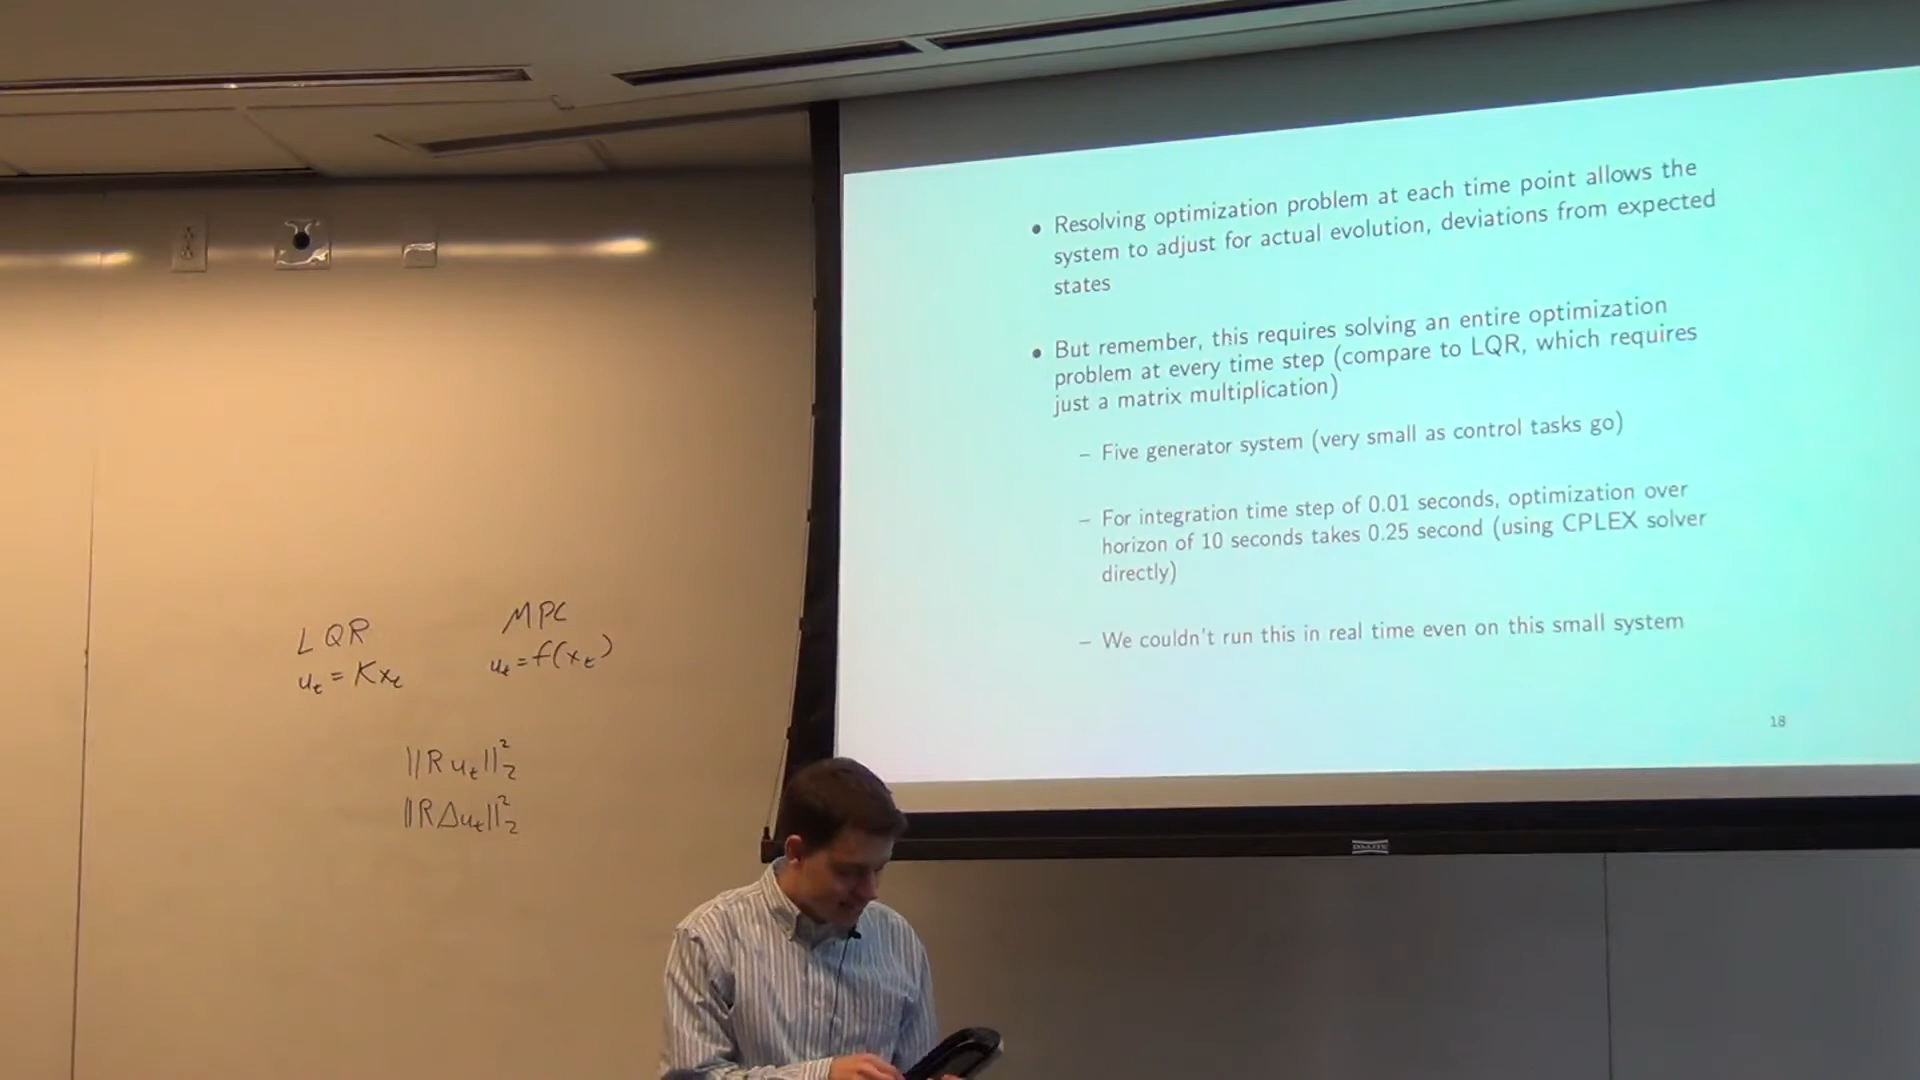 • Resolving optimization problem at each time point allows the
system to adjust for actual evolution, deviations from expected
states
• But remember, this requires solving an entire optimization
problem at every time step (compare to LQR, which requires
just a matrix multiplication)
– Five generator system (very small as control tasks go)
– For integration time step of 0.01 seconds, optimization over
horizon of 10 seconds takes 0.25 second (using CPLEX solver
directly)
– We couldn't run this in real time even on this small system
18
LQR
u_t = Kx_t
MPC
u_t = f(x_t)
||R u_t||_2^2
||R Δu_t||_2^2
DA-LITE